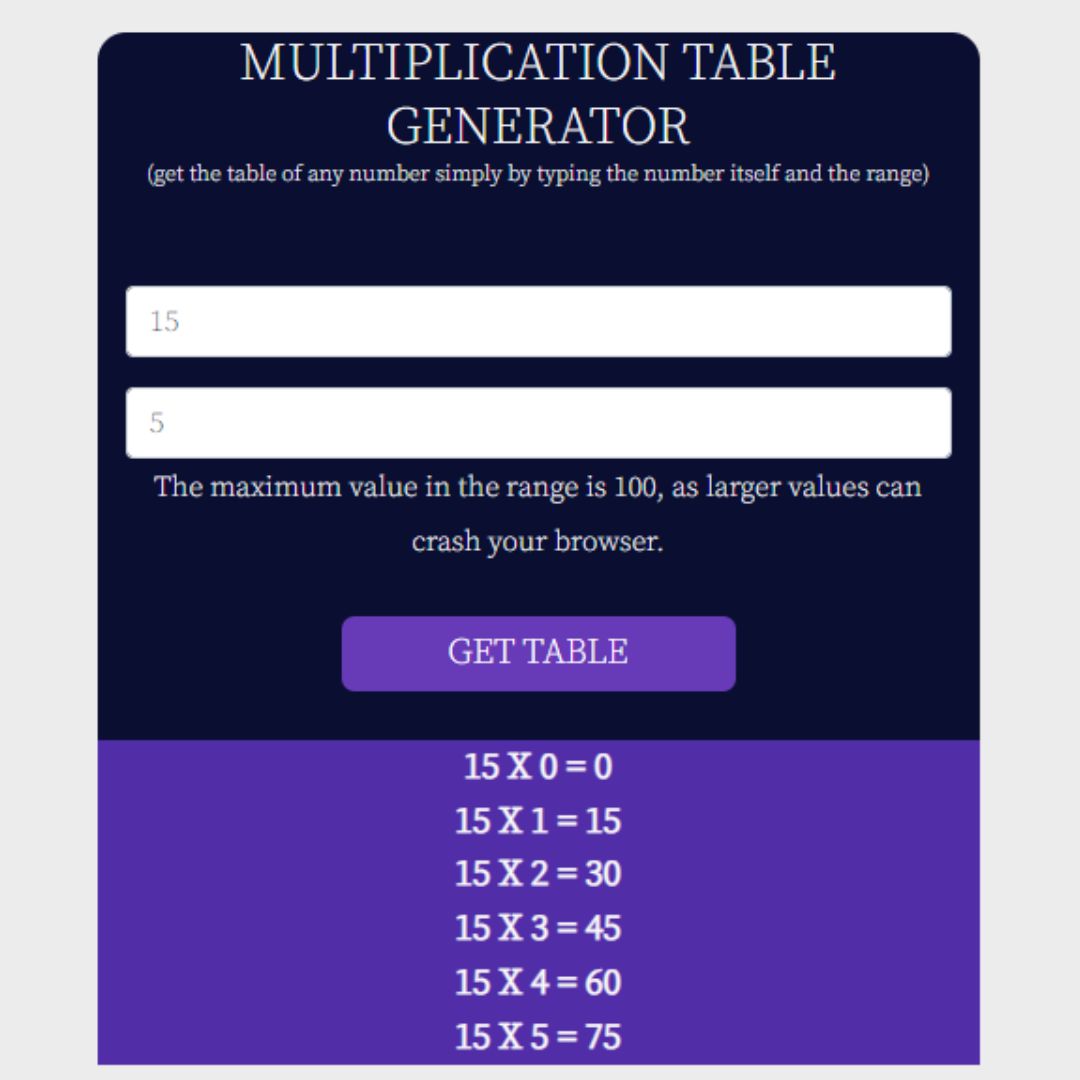 MULTIPLICATION TABLE
GENERATOR
(get the table of any number simply by typing the number itself and the range)
15
5
The maximum value in the range is 100, as larger values can
crash your browser.
GET TABLE
15 X 0 = 0
15 X 1 = 15
15 X 2 = 30
15 X 3 = 45
15 X 4 = 60
15 X 5 = 75